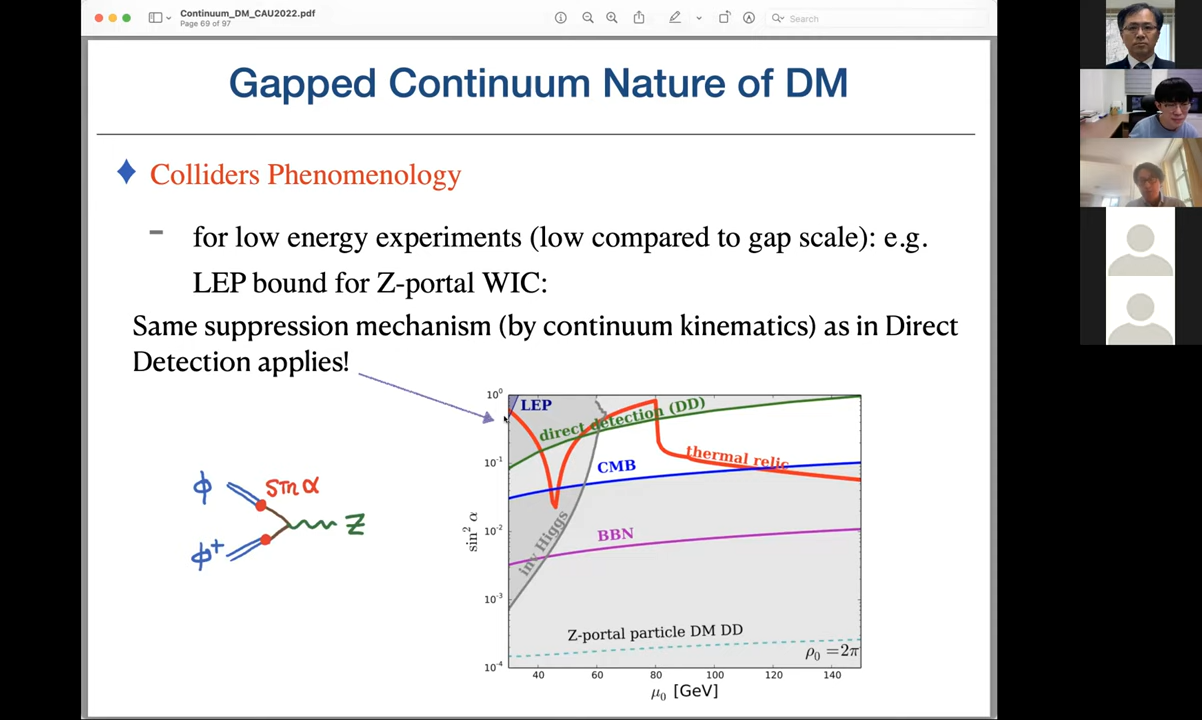 Continuum_DM_CAU2022.pdf
Page 69 of 97
Search
Gapped Continuum Nature of DM
Colliders Phenomenology
– for low energy experiments (low compared to gap scale): e.g.
LEP bound for Z-portal WIC:
Same suppression mechanism (by continuum kinematics) as in Direct
Detection applies!
ϕ
sin α
Z
ϕ+
10^0
10^-1
10^-2
10^-3
10^-4
sin² α
LEP
direct detection (DD)
thermal relic
CMB
BBN
inv Higgs
Z-portal particle DM DD
ρ₀ = 2π
40 60 80 100 120 140
μ₀ [GeV]